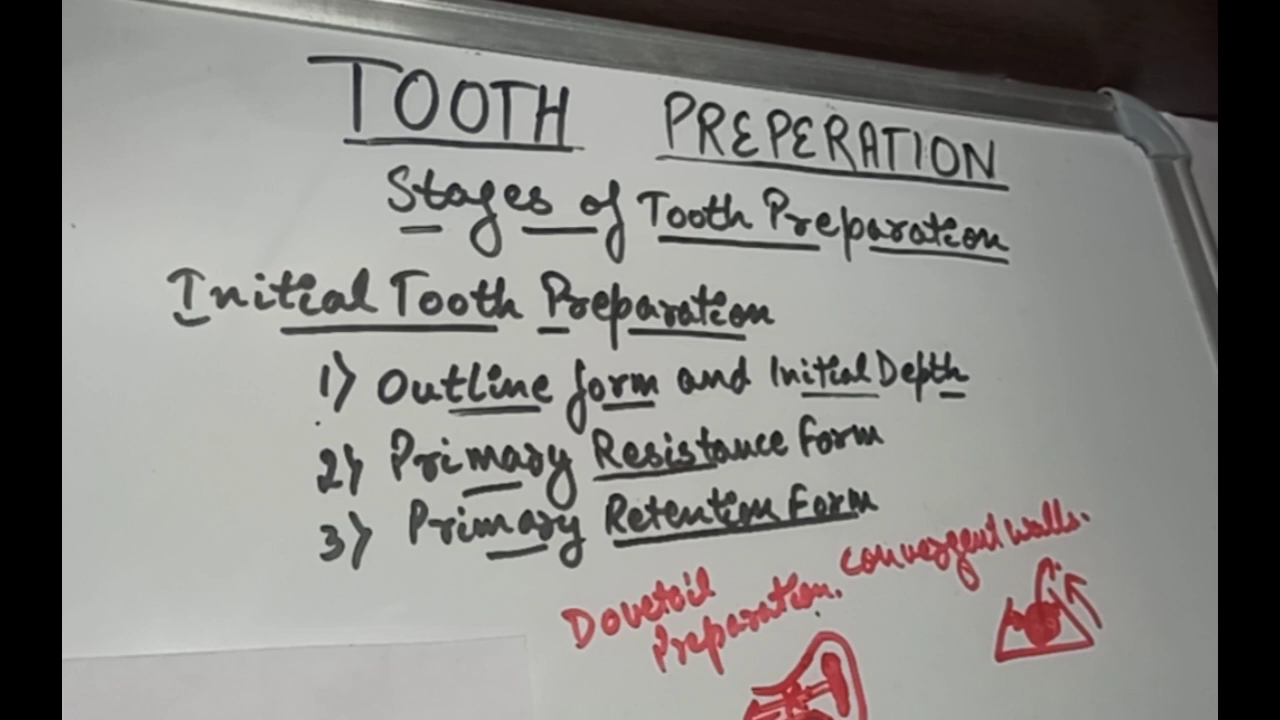 TOOTH PREPERATION
Stages of Tooth Preparation
Initial Tooth Preparation
1) Outline form and Initial Depth
2) Primary Resistance Form
3) Primary Retention Form
Dovetail
Preparation. Convergent walls.